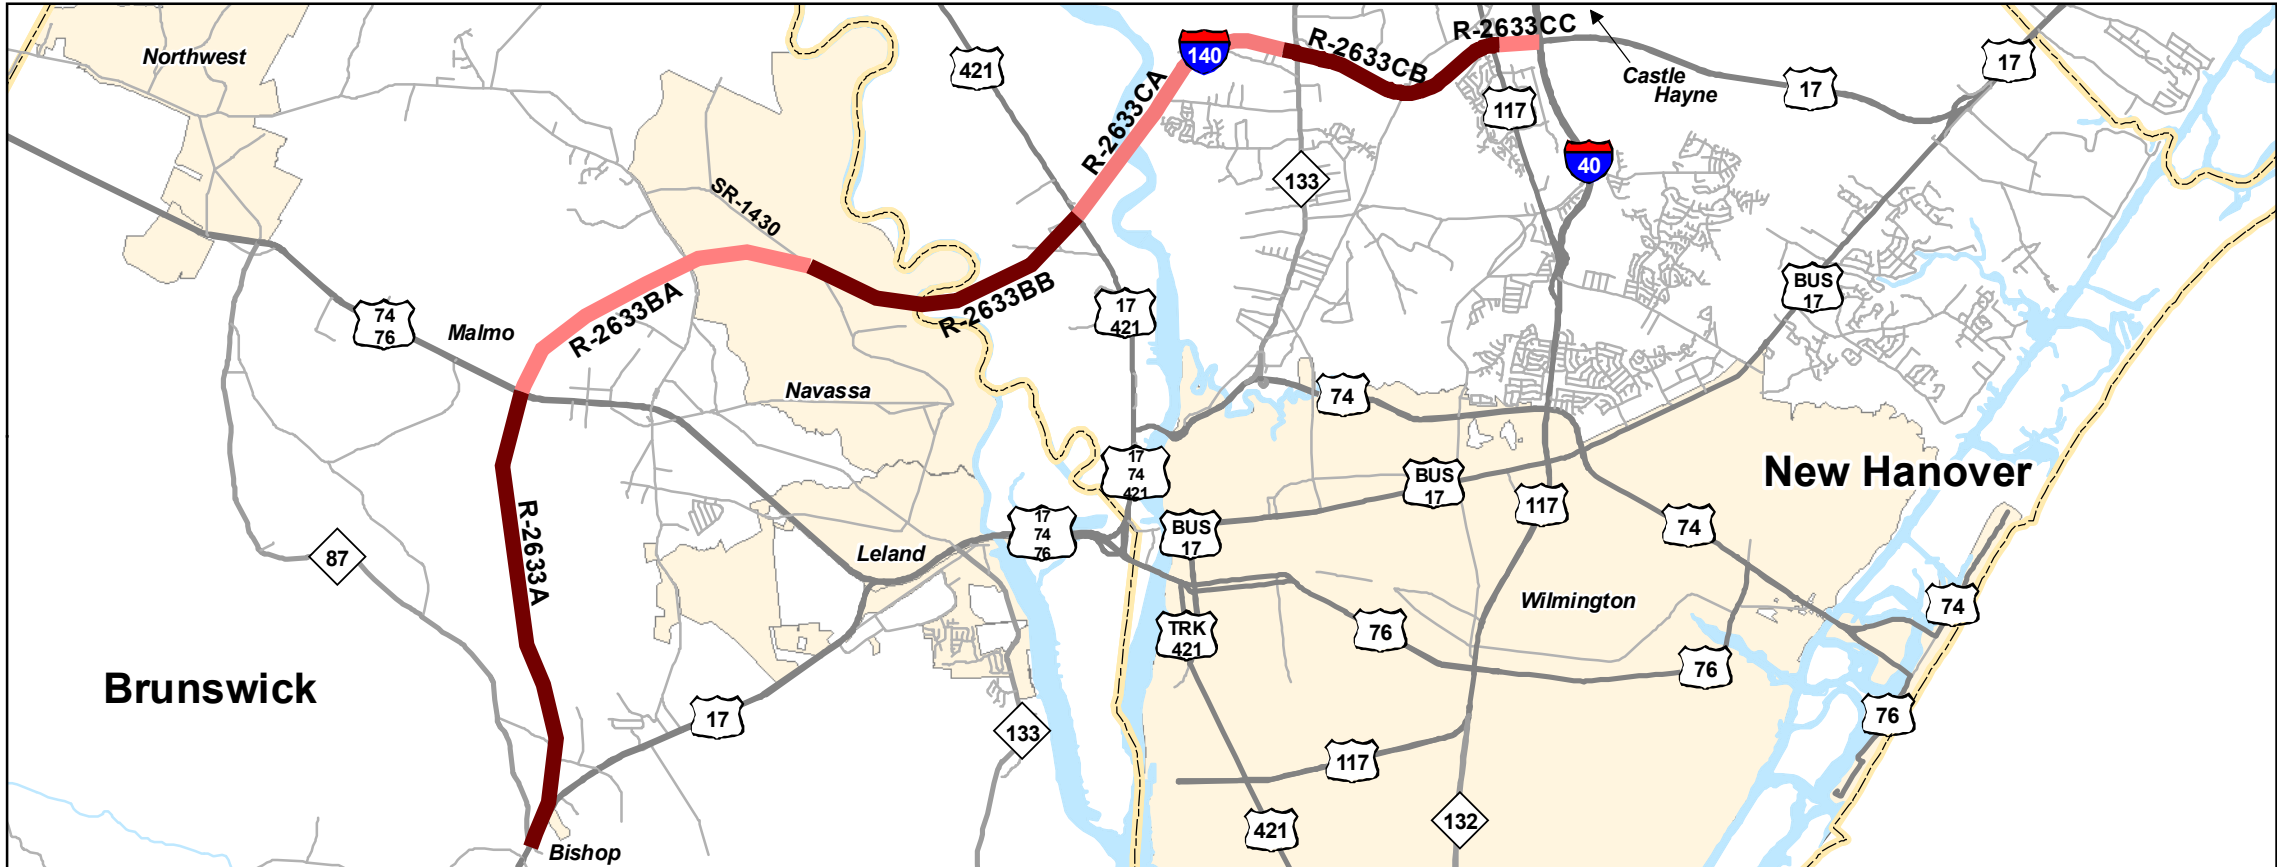 Northwest
421
140
R-2633CB
R-2633CC
Castle
Hayne
17
17
117
40
R-2633CA
133
SR-1430
74
76
Malmo
R-2633BA
R-2633BB
17
421
BUS
17
Navassa
74
New Hanover
17
74
421
BUS
17
117
74
R-2633A
87
Leland
17
74
76
BUS
17
Wilmington
74
TRK
421
76
76
Brunswick
17
133
76
117
421
132
Bishop